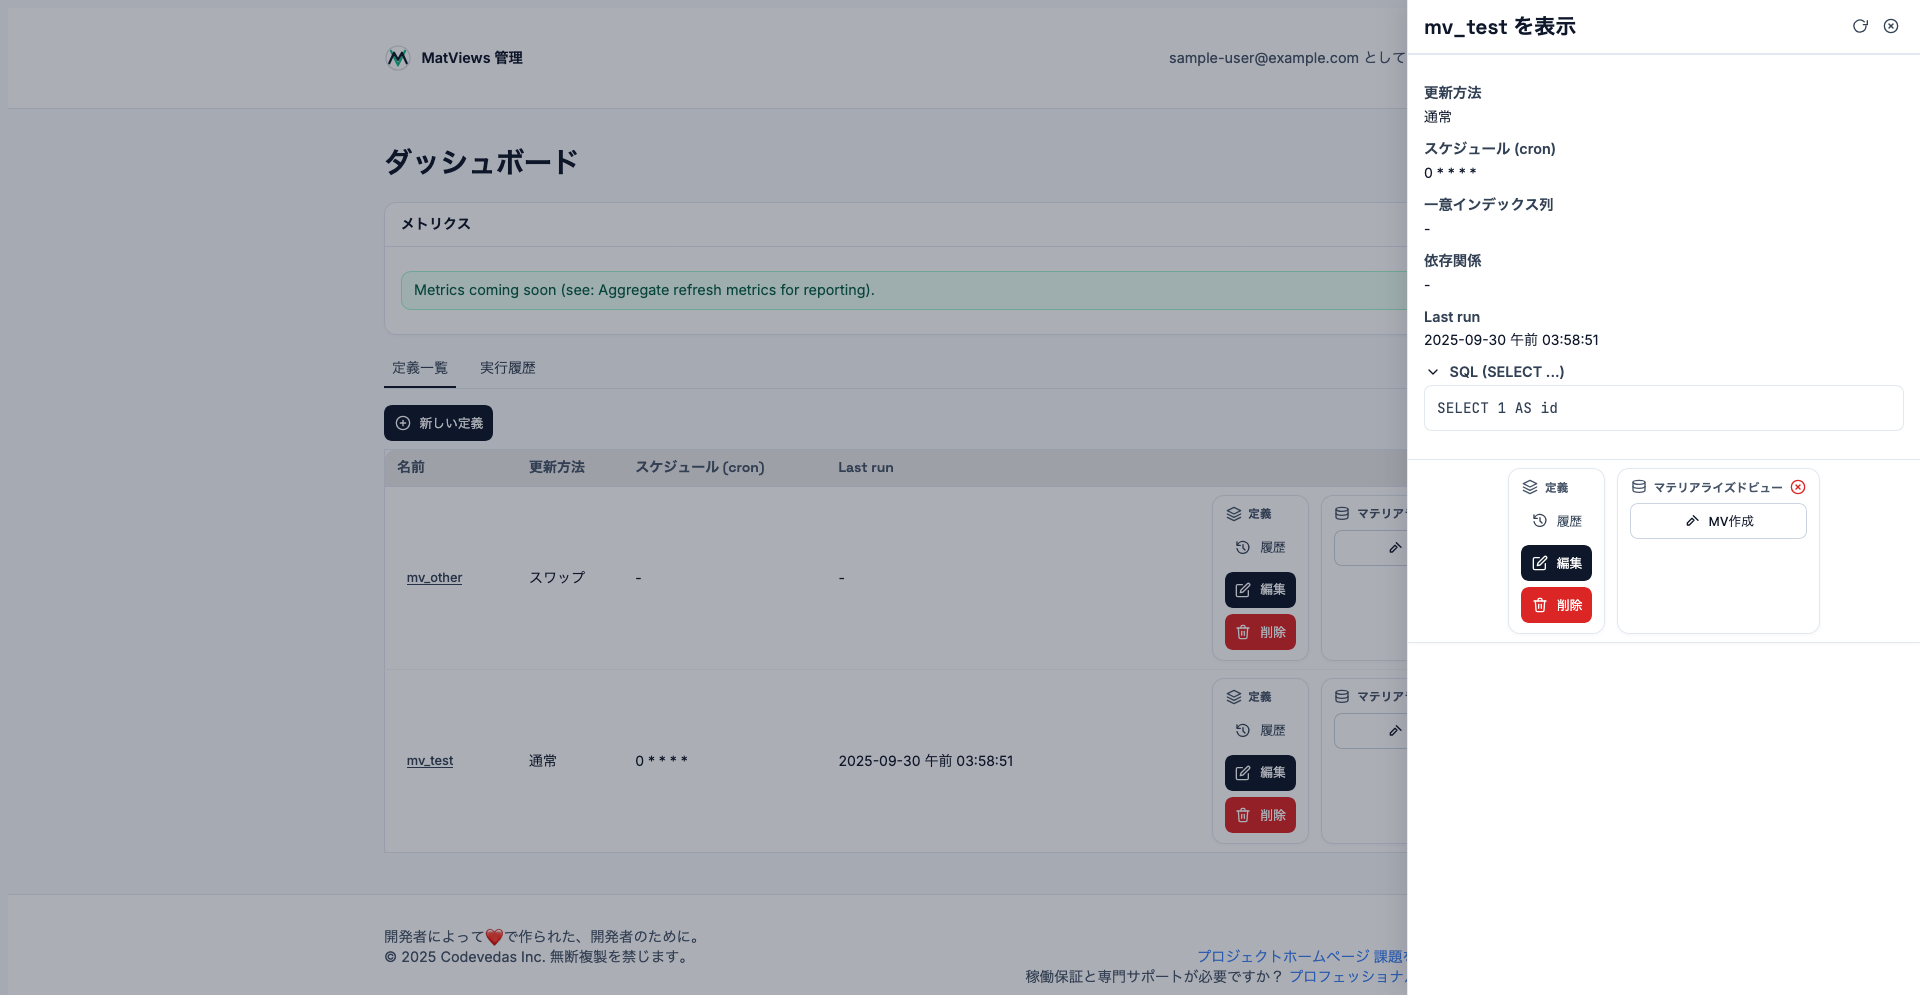 MatViews 管理
sample-user@example.com として
ダッシュボード
メトリクス
Metrics coming soon (see: Aggregate refresh metrics for reporting).
定義一覧
実行履歴
新しい定義
名前
更新方法
スケジュール (cron)
Last run
mv_other
スワップ
-
-
定義
履歴
編集
削除
マテリア
mv_test
通常
0 * * * *
2025-09-30 午前 03:58:51
定義
履歴
編集
削除
マテリア
開発者によって❤️で作られた、開発者のために。
© 2025 Codevedas Inc. 無断複製を禁じます。
プロジェクトホームページ 課題
稼働保証と専門サポートが必要ですか？ プロフェッショナ
mv_test を表示
更新方法
通常
スケジュール (cron)
0 * * * *
一意インデックス列
-
依存関係
-
Last run
2025-09-30 午前 03:58:51
SQL (SELECT ...)
SELECT 1 AS id
定義
履歴
編集
削除
マテリアライズドビュー
MV作成